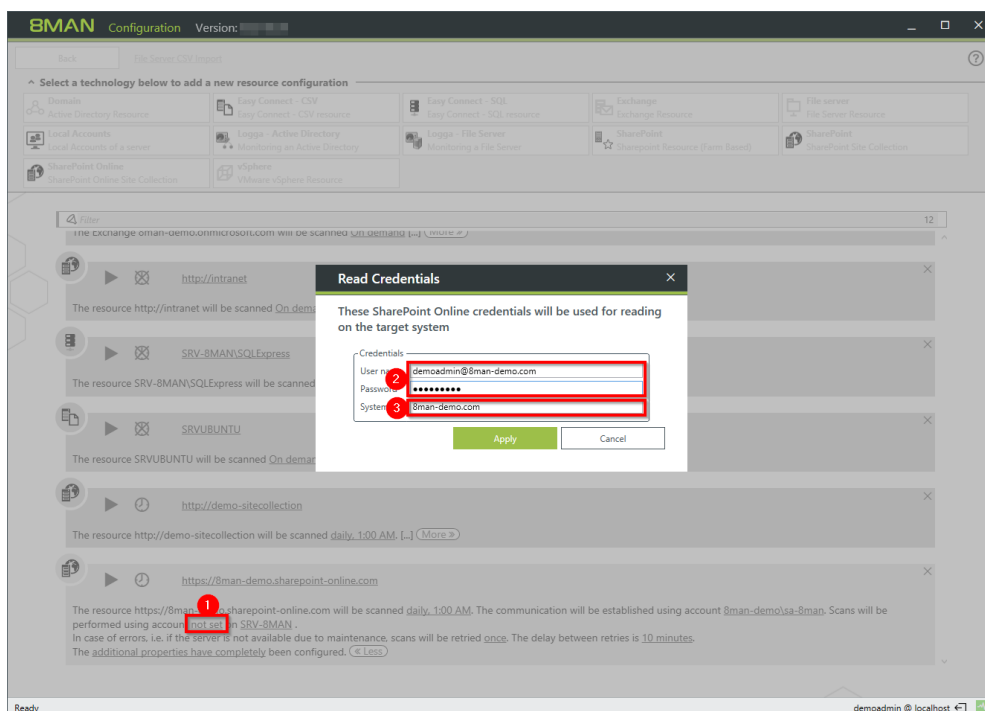 8MAN Configuration Version:
Back File Server CSV Import
Select a technology below to add a new resource configuration
Domain
Active Directory Resource
Easy Connect - CSV
Easy Connect - CSV resource
Easy Connect - SQL
Easy Connect - SQL resource
Exchange
Exchange Resource
File server
File Server Resource
Local Accounts
Local Accounts of a server
Logga - Active Directory
Monitoring an Active Directory
Logga - File Server
Monitoring a File Server
SharePoint
Sharepoint Resource (Farm Based)
SharePoint
SharePoint Site Collection
SharePoint Online
SharePoint Online Site Collection
vSphere
VMware vSphere Resource
Filter 12
The Exchange 8man-demo.onmicrosoft.com will be scanned On demand [...] (More »)
http://intranet
The resource http://intranet will be scanned On dema
SRV-8MAN\SQLExpress
The resource SRV-8MAN\SQLExpress will be scanned
SRVUBUNTU
The resource SRVUBUNTU will be scanned On deman
http://demo-sitecollection
The resource http://demo-sitecollection will be scanned daily, 1:00 AM. [...] (More »)
https://8man-demo.sharepoint-online.com
The resource https://8man-demo.sharepoint-online.com will be scanned daily, 1:00 AM. The communication will be established using account 8man-demo\sa-8man. Scans will be
performed using account not set on SRV-8MAN .
In case of errors, i.e. if the server is not available due to maintenance, scans will be retried once. The delay between retries is 10 minutes.
The additional properties have completely been configured. (« Less)
1
Read Credentials
These SharePoint Online credentials will be used for reading
on the target system
Credentials
User name demoadmin@8man-demo.com
2
Password
System 3 8man-demo.com
Apply Cancel
Ready demoadmin @ localhost